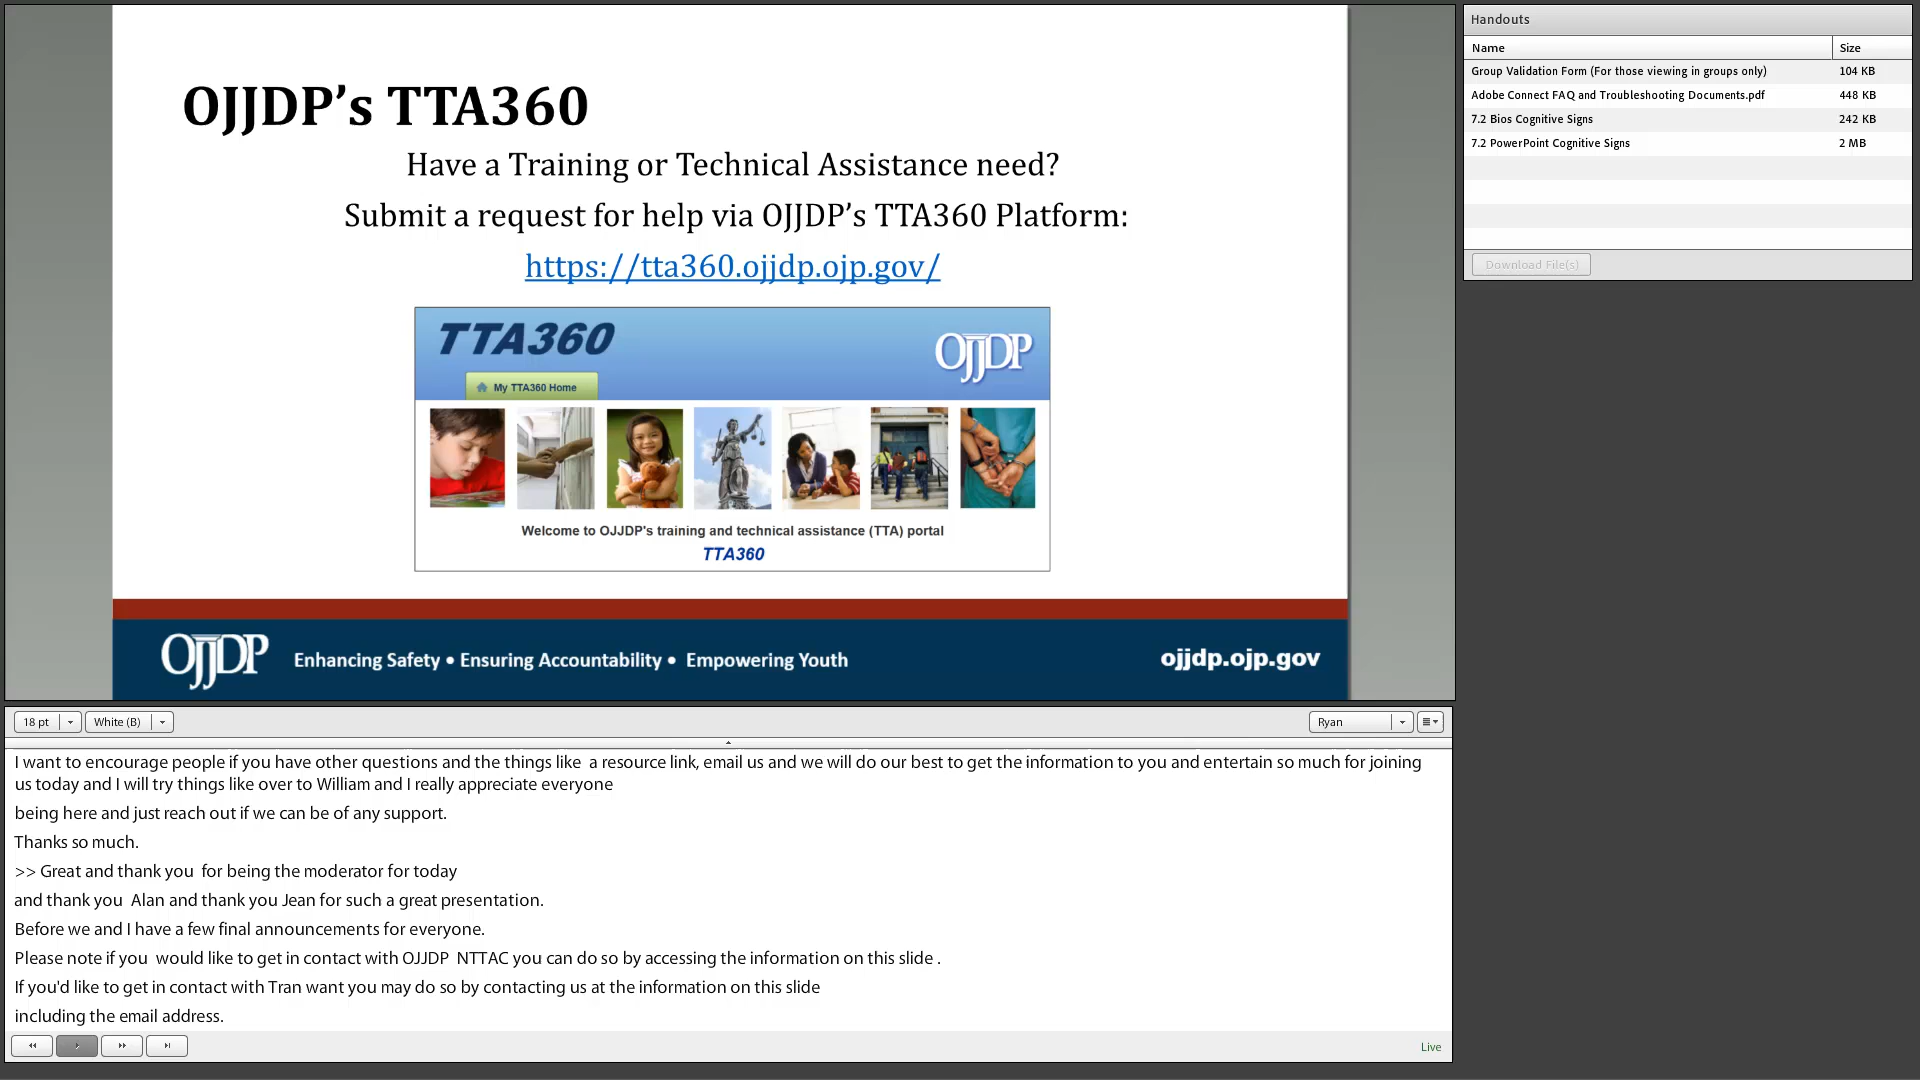 OJJDP's TTA360
Have a Training or Technical Assistance need?
Submit a request for help via OJJDP's TTA360 Platform:
https://tta360.ojjdp.ojp.gov/
TTA360
OJJDP
My TTA360 Home
Welcome to OJJDP's training and technical assistance (TTA) portal
TTA360
OJJDP
Enhancing Safety • Ensuring Accountability • Empowering Youth
ojjdp.ojp.gov
Handouts
Name Size
Group Validation Form (For those viewing in groups only) 104 KB
Adobe Connect FAQ and Troubleshooting Documents.pdf 448 KB
7.2 Bios Cognitive Signs 242 KB
7.2 PowerPoint Cognitive Signs 2 MB
Download File(s)
18 pt White (B) Ryan
I want to encourage people if you have other questions and the things like  a resource link, email us and we will do our best to get the information to you and entertain so much for joining
us today and I will try things like over to William and I really appreciate everyone
being here and just reach out if we can be of any support.
Thanks so much.
>> Great and thank you  for being the moderator for today
and thank you  Alan and thank you Jean for such a great presentation.
Before we and I have a few final announcements for everyone.
Please note if you  would like to get in contact with OJJDP  NTTAC you can do so by accessing the information on this slide .
If you'd like to get in contact with Tran want you may do so by contacting us at the information on this slide
including the email address.
Live